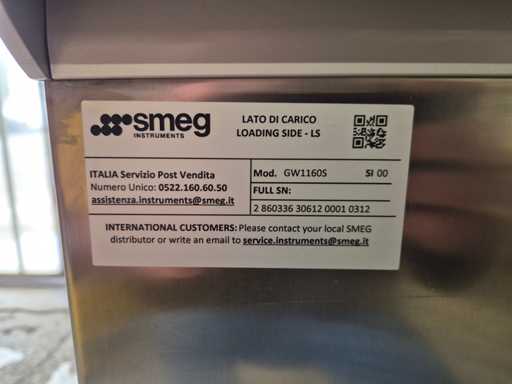 smeg
INSTRUMENTS
LATO DI CARICO
LOADING SIDE - LS
ITALIA Servizio Post Vendita
Numero Unico: 0522.160.60.50
assistenza.instruments@smeg.it
Mod. GW1160S SI 00
FULL SN:
2 860336 30612 0001 0312
INTERNATIONAL CUSTOMERS: Please contact your local SMEG
distributor or write an email to service.instruments@smeg.it